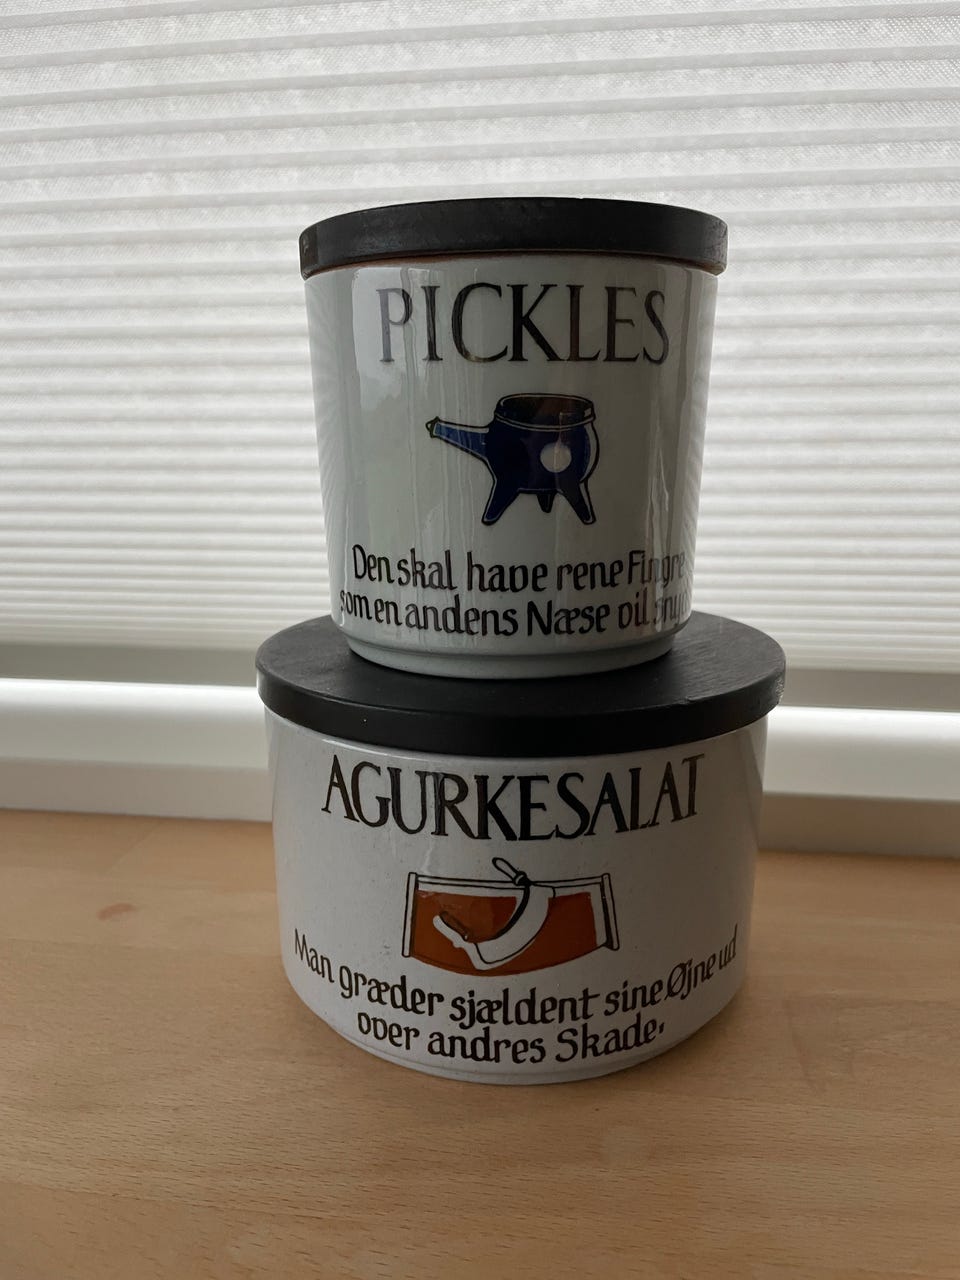 PICKLES
Den skal have rene Fingre
som en andens Næse vil
AGURKESALAT
Man græder sjældent sine Øjne ud
over andres Skade.